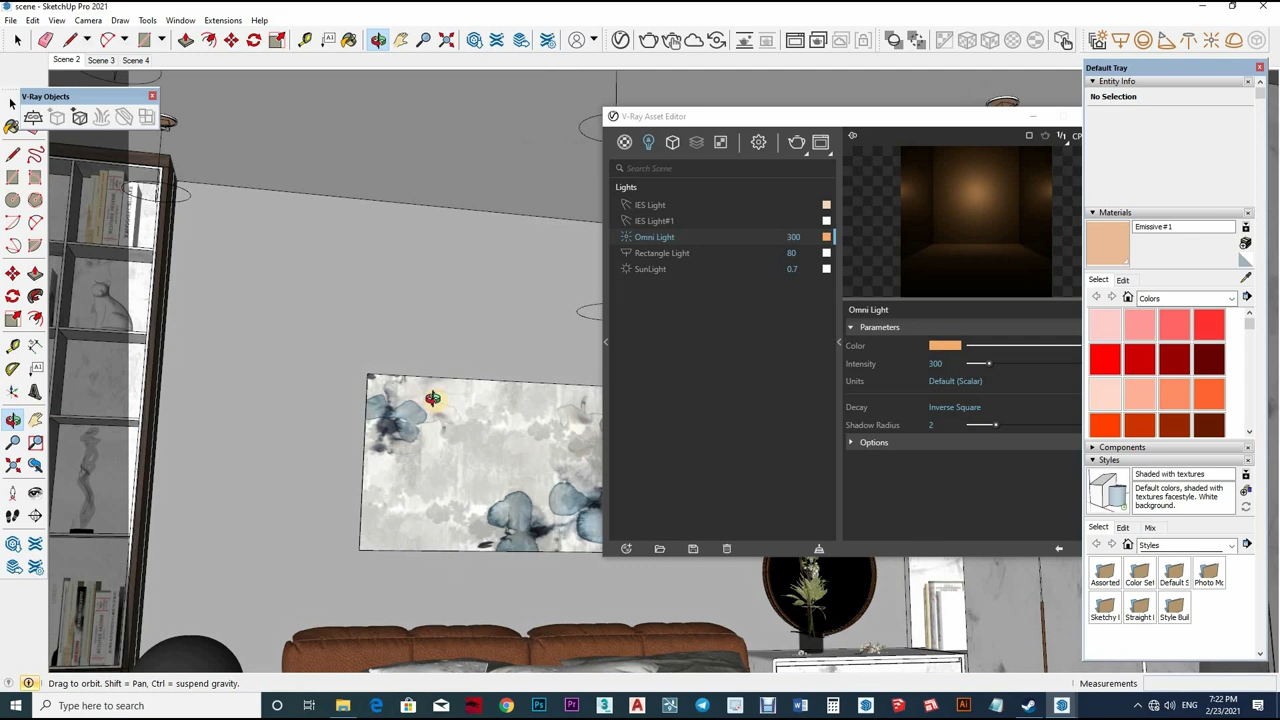 scene - SketchUp Pro 2021
File Edit View Camera Draw Tools Window Extensions Help
Scene 2 Scene 3 Scene 4
V-Ray Objects
V-Ray Asset Editor
CP
Search Scene
Lights
IES Light
IES Light#1
Omni Light 300
Rectangle Light 80
SunLight 0.7
Omni Light
Parameters
Color
Intensity 300
Units Default (Scalar)
Decay Inverse Square
Shadow Radius 2
Options
Default Tray
Entity Info
No Selection
Materials
Emissive#1
Select Edit
Colors
Components
Styles
Shaded with textures
Default colors, shaded with
textures facestyle. White
background.
Select Edit Mix
Styles
Assorted Color Set Default S Photo Mo
Sketchy I Straight I Style Buil
Drag to orbit. Shift = Pan, Ctrl = suspend gravity.
Measurements
Type here to search
ENG
7:22 PM
2/23/2021